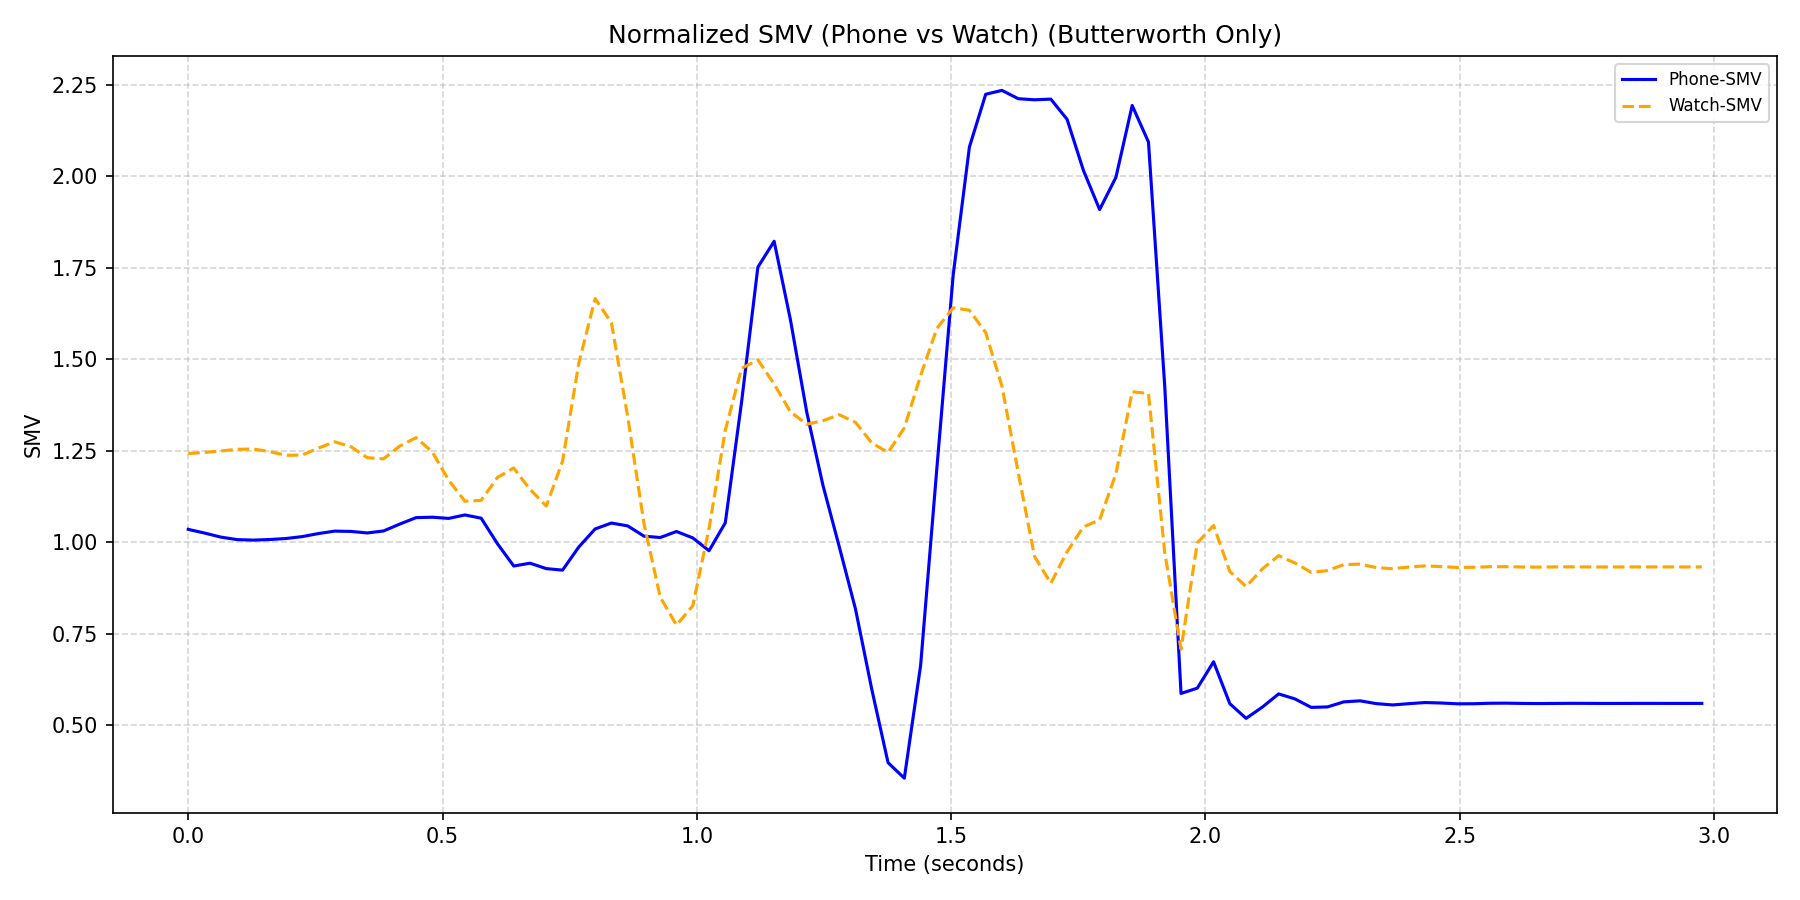 Normalized SMV (Phone vs Watch) (Butterworth Only)
Phone-SMV
Watch-SMV
SMV
2.25
2.00
1.75
1.50
1.25
1.00
0.75
0.50
0.0 0.5 1.0 1.5 2.0 2.5 3.0
Time (seconds)